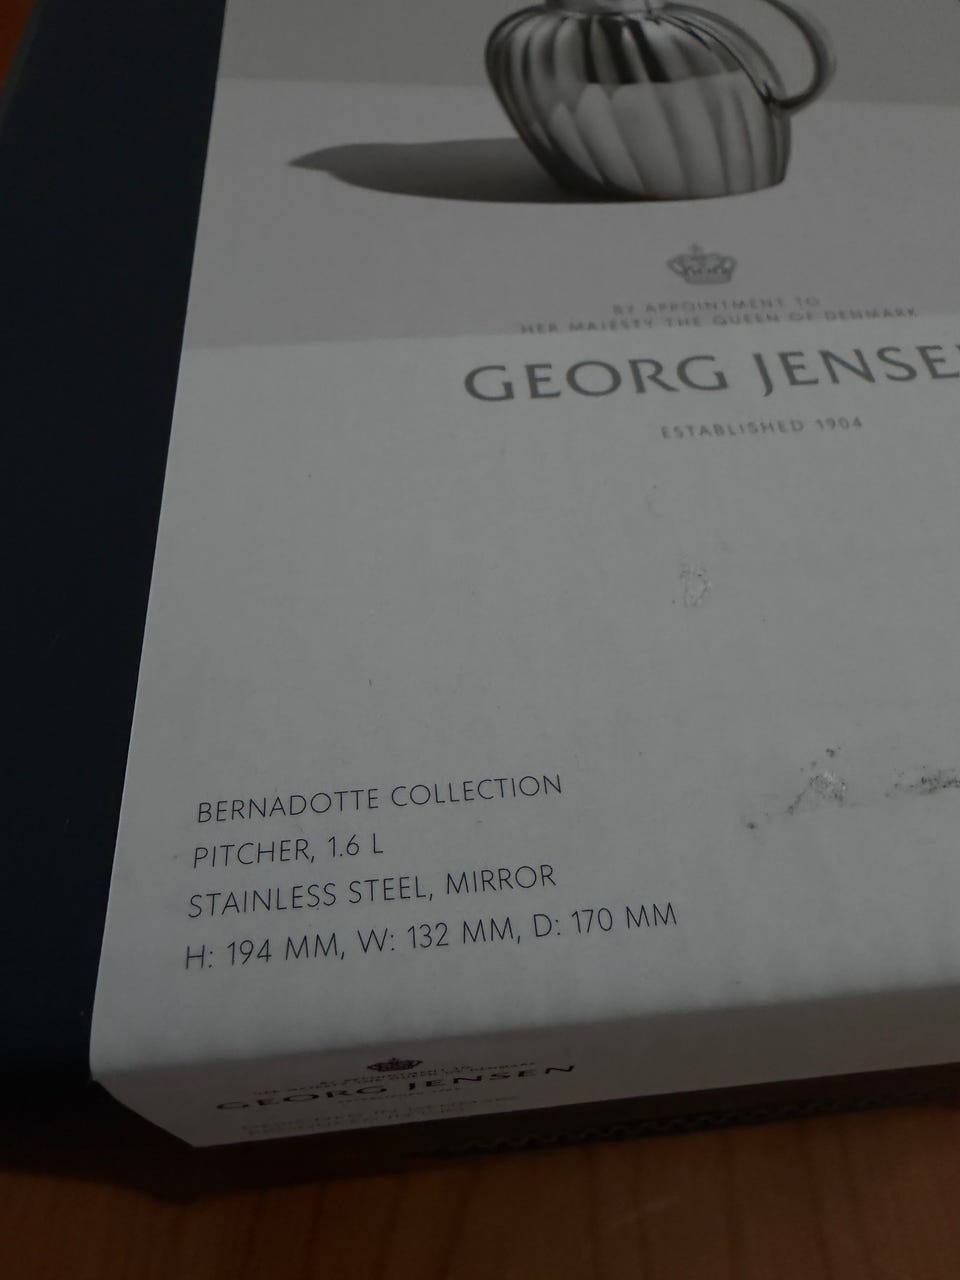 BY APPOINTMENT TO
HER MAJESTY THE QUEEN OF DENMARK
GEORG JENSE
ESTABLISHED 1904
BERNADOTTE COLLECTION
PITCHER, 1.6 L
STAINLESS STEEL, MIRROR
H: 194 MM, W: 132 MM, D: 170 MM
GEORG JENSEN